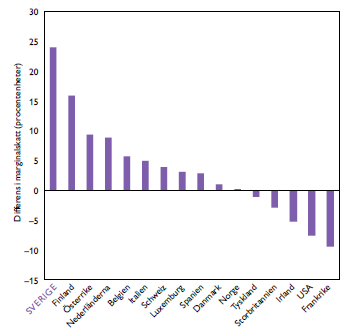 Differens i marginalskatt (procentenheter)
30
25
20
15
10
5
0
−5
−10
−15
SVERIGE
Finland
Österrike
Nederländerna
Belgien
Italien
Schweiz
Luxemburg
Spanien
Danmark
Norge
Tyskland
Storbritannien
Irland
USA
Frankrike